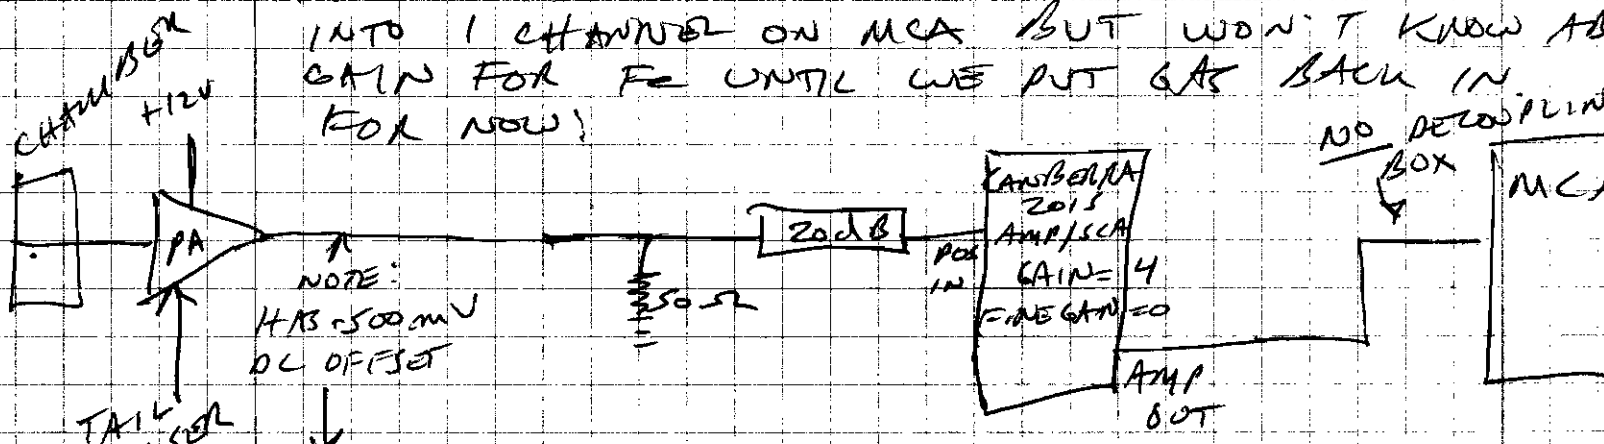 INTO 1 CHANNEL ON MCA BUT WON'T KNOW AB
GAIN FOR Fe UNTIL WE PUT GAS BACK IN
FOR NOW!
CHAMBER
+12V
PA
NOTE:
HAS -500mV
DC OFFSET
TAIL
50 Ω
20dB
POS
IN
CANBERRA
2015
AMP/SCA
GAIN= 4
FINE GAIN =0
AMP
OUT
NO DECOUPLIN
BOX
MCA